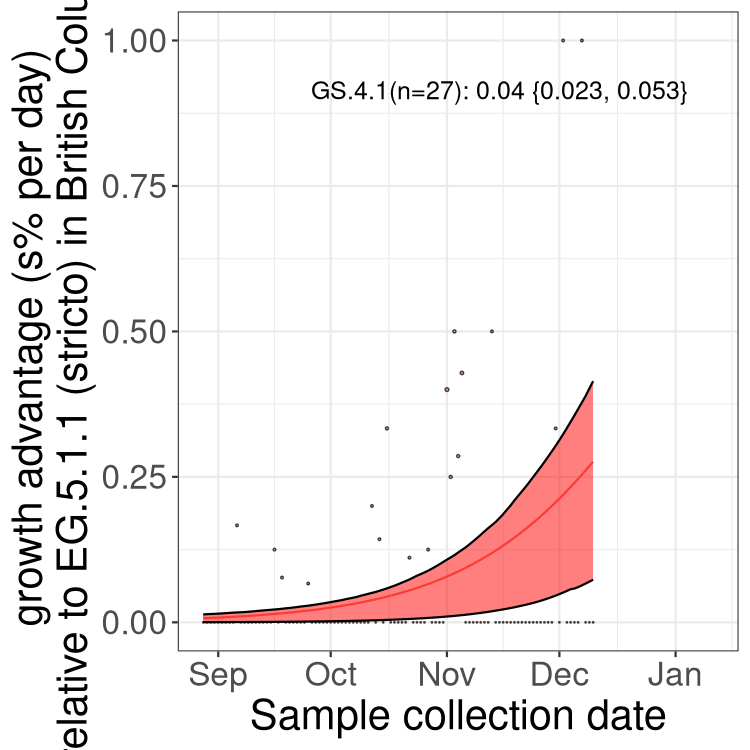 growth advantage (s% per day)
relative to EG.5.1.1 (stricto) in British Colu
1.00
0.75
0.50
0.25
0.00
GS.4.1(n=27): 0.04 {0.023, 0.053}
Sep Oct Nov Dec Jan
Sample collection date